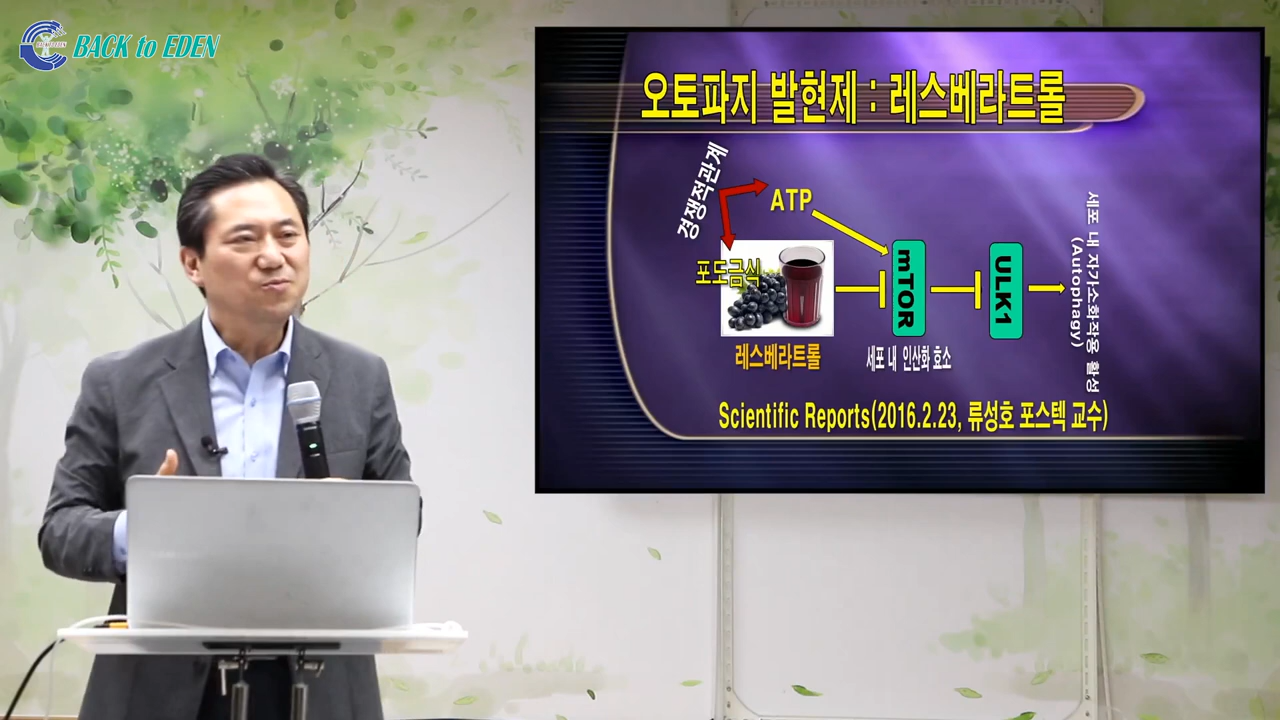 BACK to EDEN
오토파지 발현제 : 레스베라트롤
경쟁적관계
ATP
포도금식
레스베라트롤
mTOR
세포 내 인산화 효소
ULK1
세포 내 자가소화작용 활성
(Autophagy)
Scientific Reports(2016.2.23, 류성호 포스텍 교수)